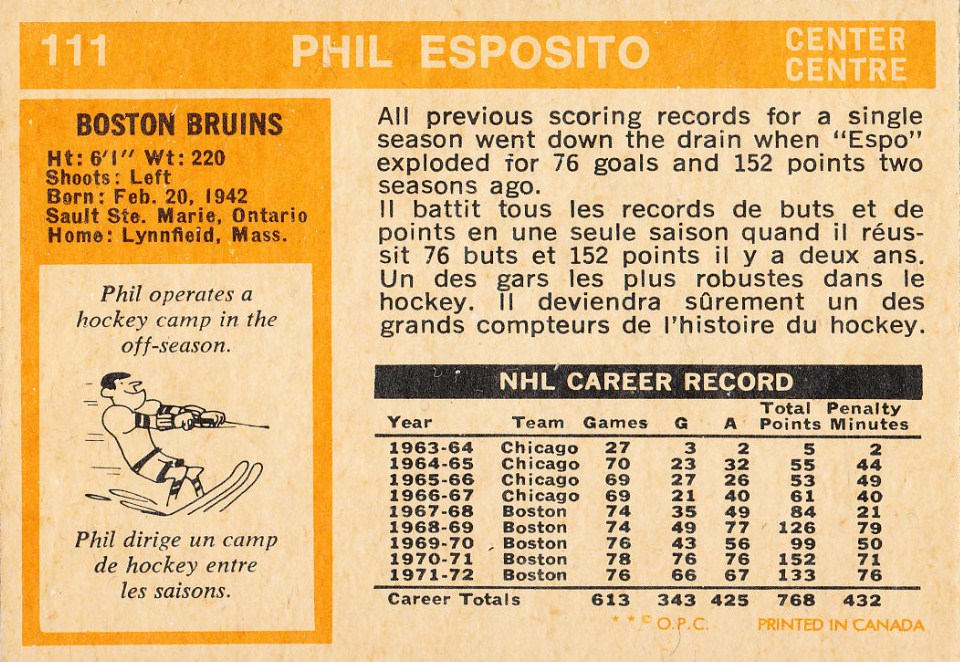 111 PHIL ESPOSITO CENTER
CENTRE
BOSTON BRUINS
Ht: 6'1" Wt: 220
Shoots: Left
Born: Feb. 20, 1942
Sault Ste. Marie, Ontario
Home: Lynnfield, Mass.
Phil operates a
hockey camp in the
off-season.
Phil dirige un camp
de hockey entre
les saisons.
All previous scoring records for a single
season went down the drain when "Espo"
exploded for 76 goals and 152 points two
seasons ago.
Il battit tous les records de buts et de
points en une seule saison quand il réus-
sit 76 buts et 152 points il y a deux ans.
Un des gars les plus robustes dans le
hockey. Il deviendra sûrement un des
grands compteurs de l'histoire du hockey.
NHL CAREER RECORD
Year Team Games G A Total Points Penalty Minutes
1963-64 Chicago 27 3 2 5 2
1964-65 Chicago 70 23 32 55 44
1965-66 Chicago 69 27 26 53 49
1966-67 Chicago 69 21 40 61 40
1967-68 Boston 74 35 49 84 21
1968-69 Boston 74 49 77 126 79
1969-70 Boston 76 43 56 99 50
1970-71 Boston 78 76 76 152 71
1971-72 Boston 76 66 67 133 76
Career Totals 613 343 425 768 432
* * © O.P.C. PRINTED IN CANADA